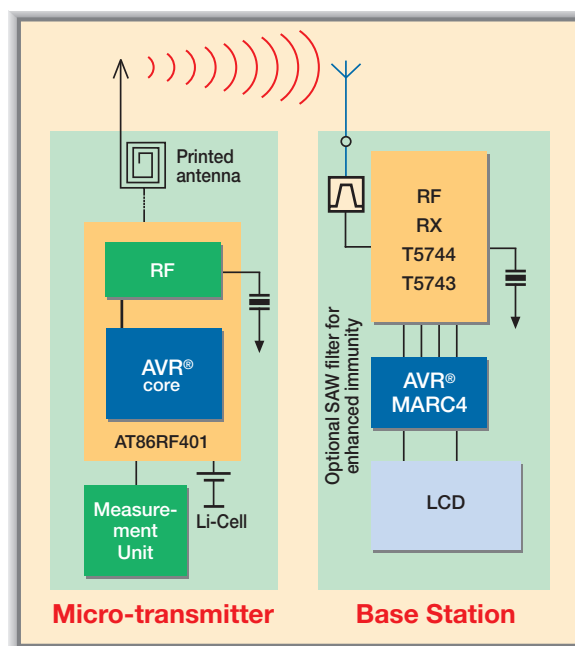 Printed
antenna
RF
AVR®
core
AT86RF401
Measure-
ment
Unit
Li-Cell
Micro-transmitter
RF
RX
T5744
T5743
Optional SAW filter for
enhanced immunity
AVR®
MARC4
LCD
Base Station